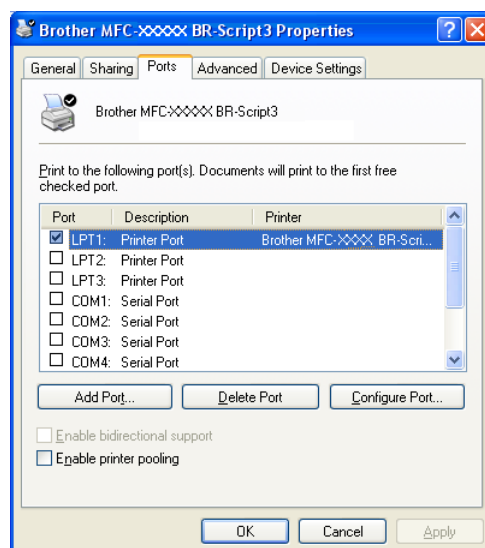 Brother MFC-XXXXX BR-Script3 Properties
General Sharing Ports Advanced Device Settings
Brother MFC-XXXX BR-Script3
Print to the following port(s). Documents will print to the first free
checked port.
Port Description Printer
LPT1: Printer Port Brother MFC-XXXX BR-Scri...
LPT2: Printer Port
LPT3: Printer Port
COM1: Serial Port
COM2: Serial Port
COM3: Serial Port
COM4: Serial Port
Add Port... Delete Port Configure Port...
Enable bidirectional support
Enable printer pooling
OK Cancel Apply